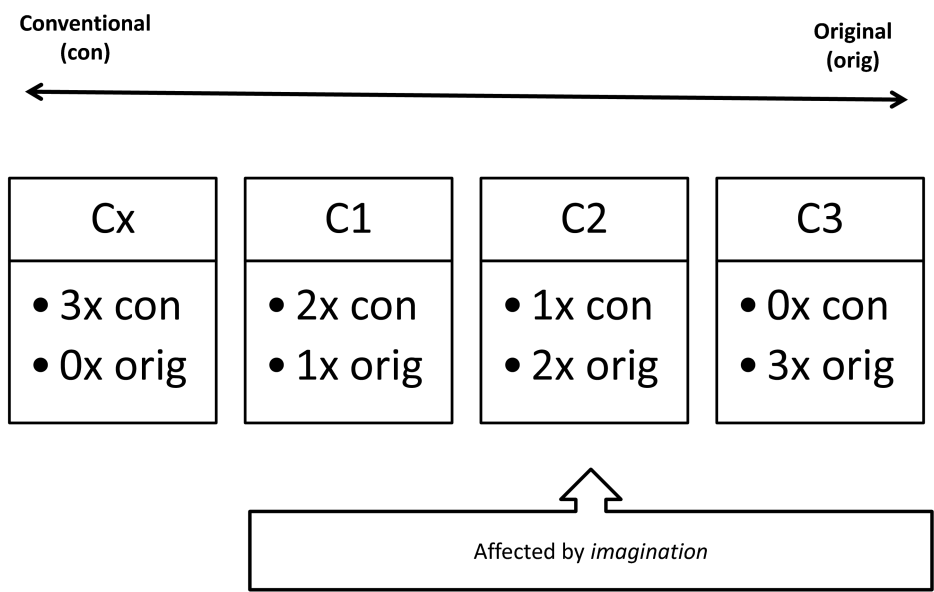 Conventional
(con)
Original
(orig)
Cx
• 3x con
• 0x orig
C1
• 2x con
• 1x orig
C2
• 1x con
• 2x orig
C3
• 0x con
• 3x orig
Affected by imagination